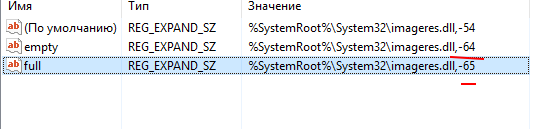 Имя Тип Значение
(По умолчанию) REG_EXPAND_SZ %SystemRoot%\System32\imageres.dll,-54
empty REG_EXPAND_SZ %SystemRoot%\System32\imageres.dll,-64
full REG_EXPAND_SZ %SystemRoot%\System32\imageres.dll,-65